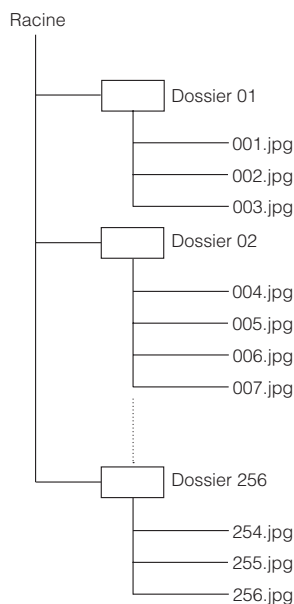 Racine
Dossier 01
001.jpg
002.jpg
003.jpg
Dossier 02
004.jpg
005.jpg
006.jpg
007.jpg
Dossier 256
254.jpg
255.jpg
256.jpg